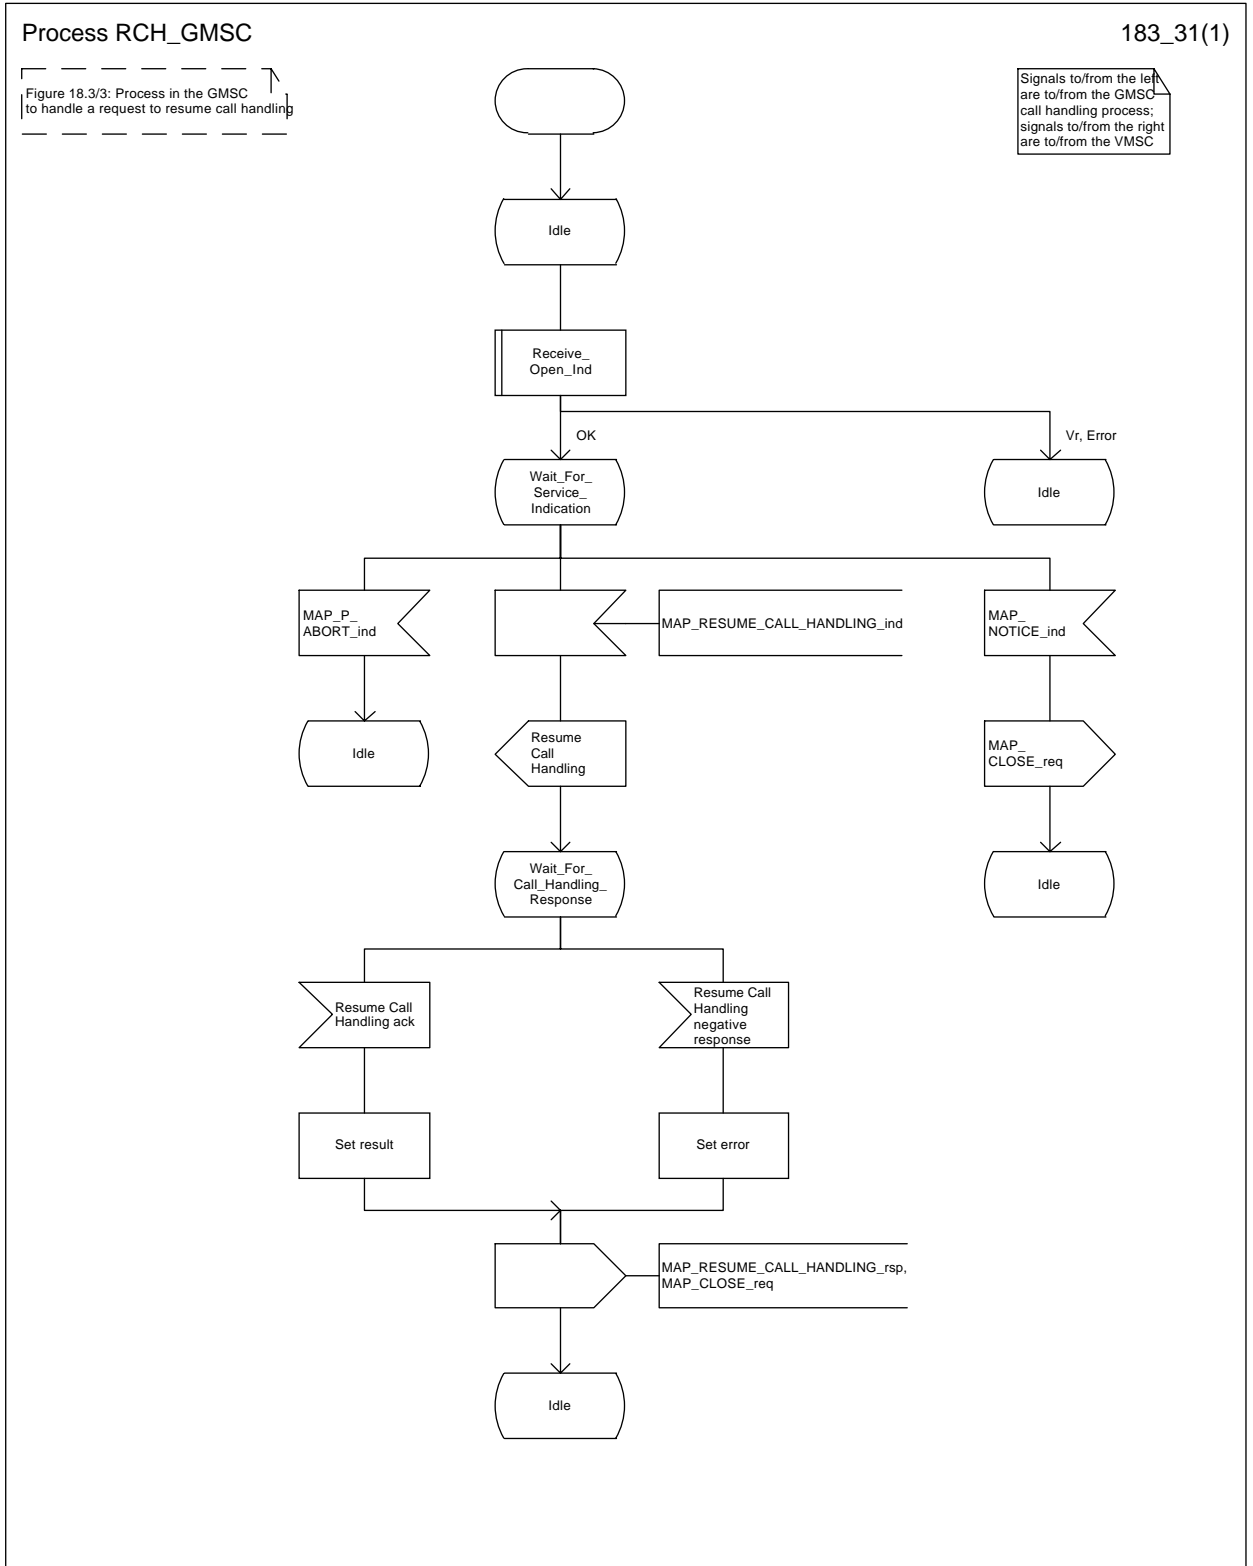 Process RCH_GMSC
183_31(1)
Figure 18.3/3: Process in the GMSC
to handle a request to resume call handling
Signals to/from the left
are to/from the GMSC
call handling process;
signals to/from the right
are to/from the VMSC
Idle
Receive_
Open_Ind
OK
Vr, Error
Wait_For_
Service_
Indication
Idle
MAP_P_
ABORT_ind
MAP_RESUME_CALL_HANDLING_ind
MAP_
NOTICE_ind
Idle
Resume
Call
Handling
MAP_
CLOSE_req
Wait_For_
Call_Handling_
Response
Idle
Resume Call
Handling ack
Resume Call
Handling
negative
response
Set result
Set error
MAP_RESUME_CALL_HANDLING_rsp,
MAP_CLOSE_req
Idle